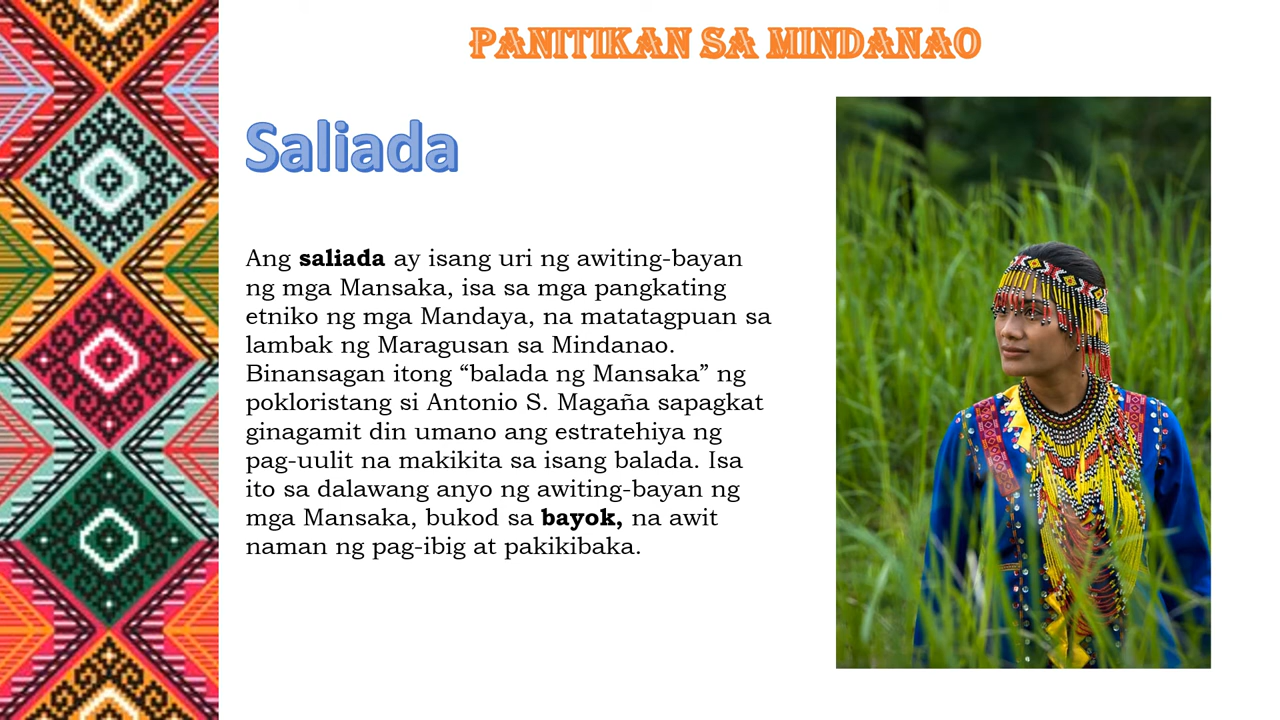 PANITIKAN SA MINDANAO
Saliada
Ang saliada ay isang uri ng awiting-bayan
ng mga Mansaka, isa sa mga pangkating
etniko ng mga Mandaya, na matatagpuan sa
lambak ng Maragusan sa Mindanao.
Binansagan itong “balada ng Mansaka” ng
pokloristang si Antonio S. Magaña sapagkat
ginagamit din umano ang estratehiya ng
pag-uulit na makikita sa isang balada. Isa
ito sa dalawang anyo ng awiting-bayan ng
mga Mansaka, bukod sa bayok, na awit
naman ng pag-ibig at pakikibaka.